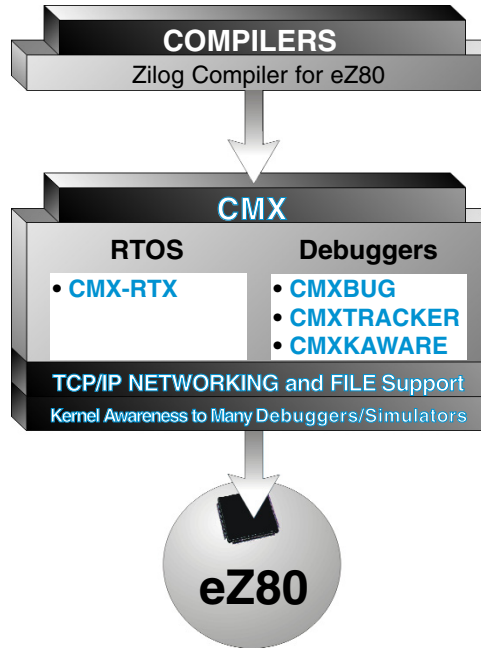 COMPILERS
Zilog Compiler for eZ80
CMX
RTOS
• CMX-RTX
Debuggers
• CMXBUG
• CMXTRACKER
• CMXKAWARE
TCP/IP NETWORKING and FILE Support
Kernel Awareness to Many Debuggers/Simulators
eZ80